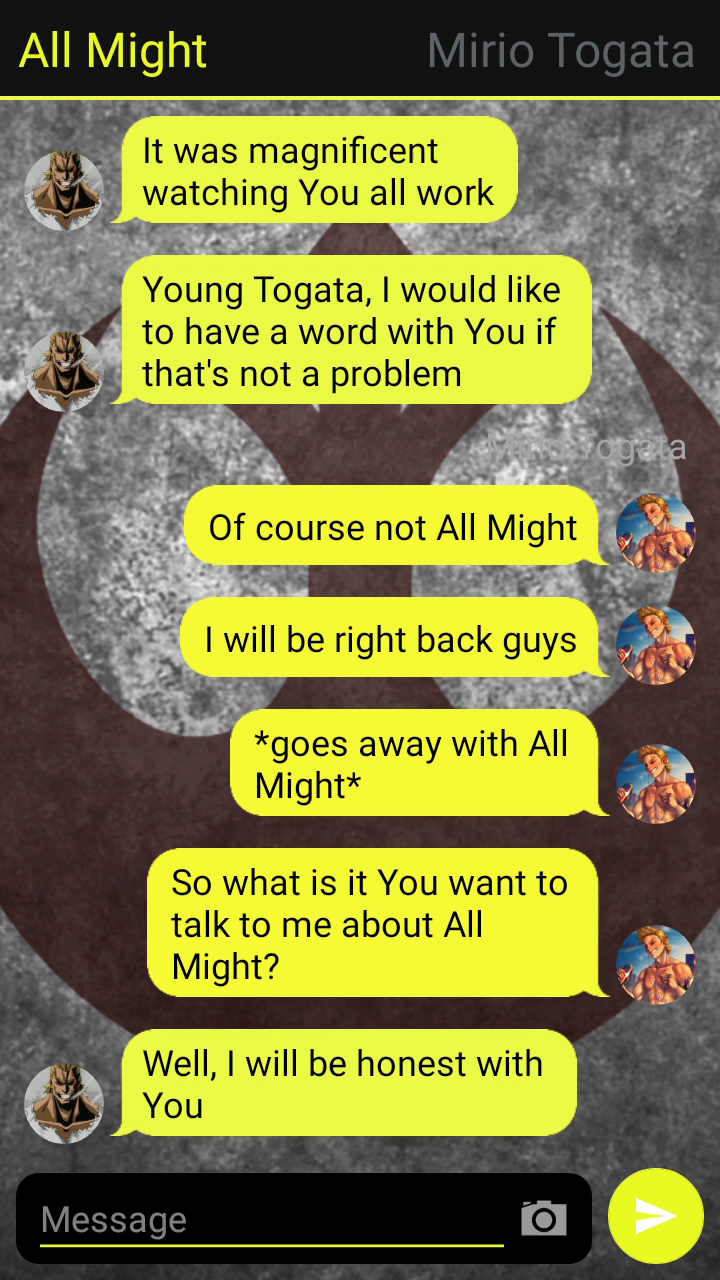 All Might
Mirio Togata
It was magnificent
watching You all work
Young Togata, I would like
to have a word with You if
that's not a problem
Mirio Togata
Of course not All Might
I will be right back guys
*goes away with All
Might*
So what is it You want to
talk to me about All
Might?
Well, I will be honest with
You
Message